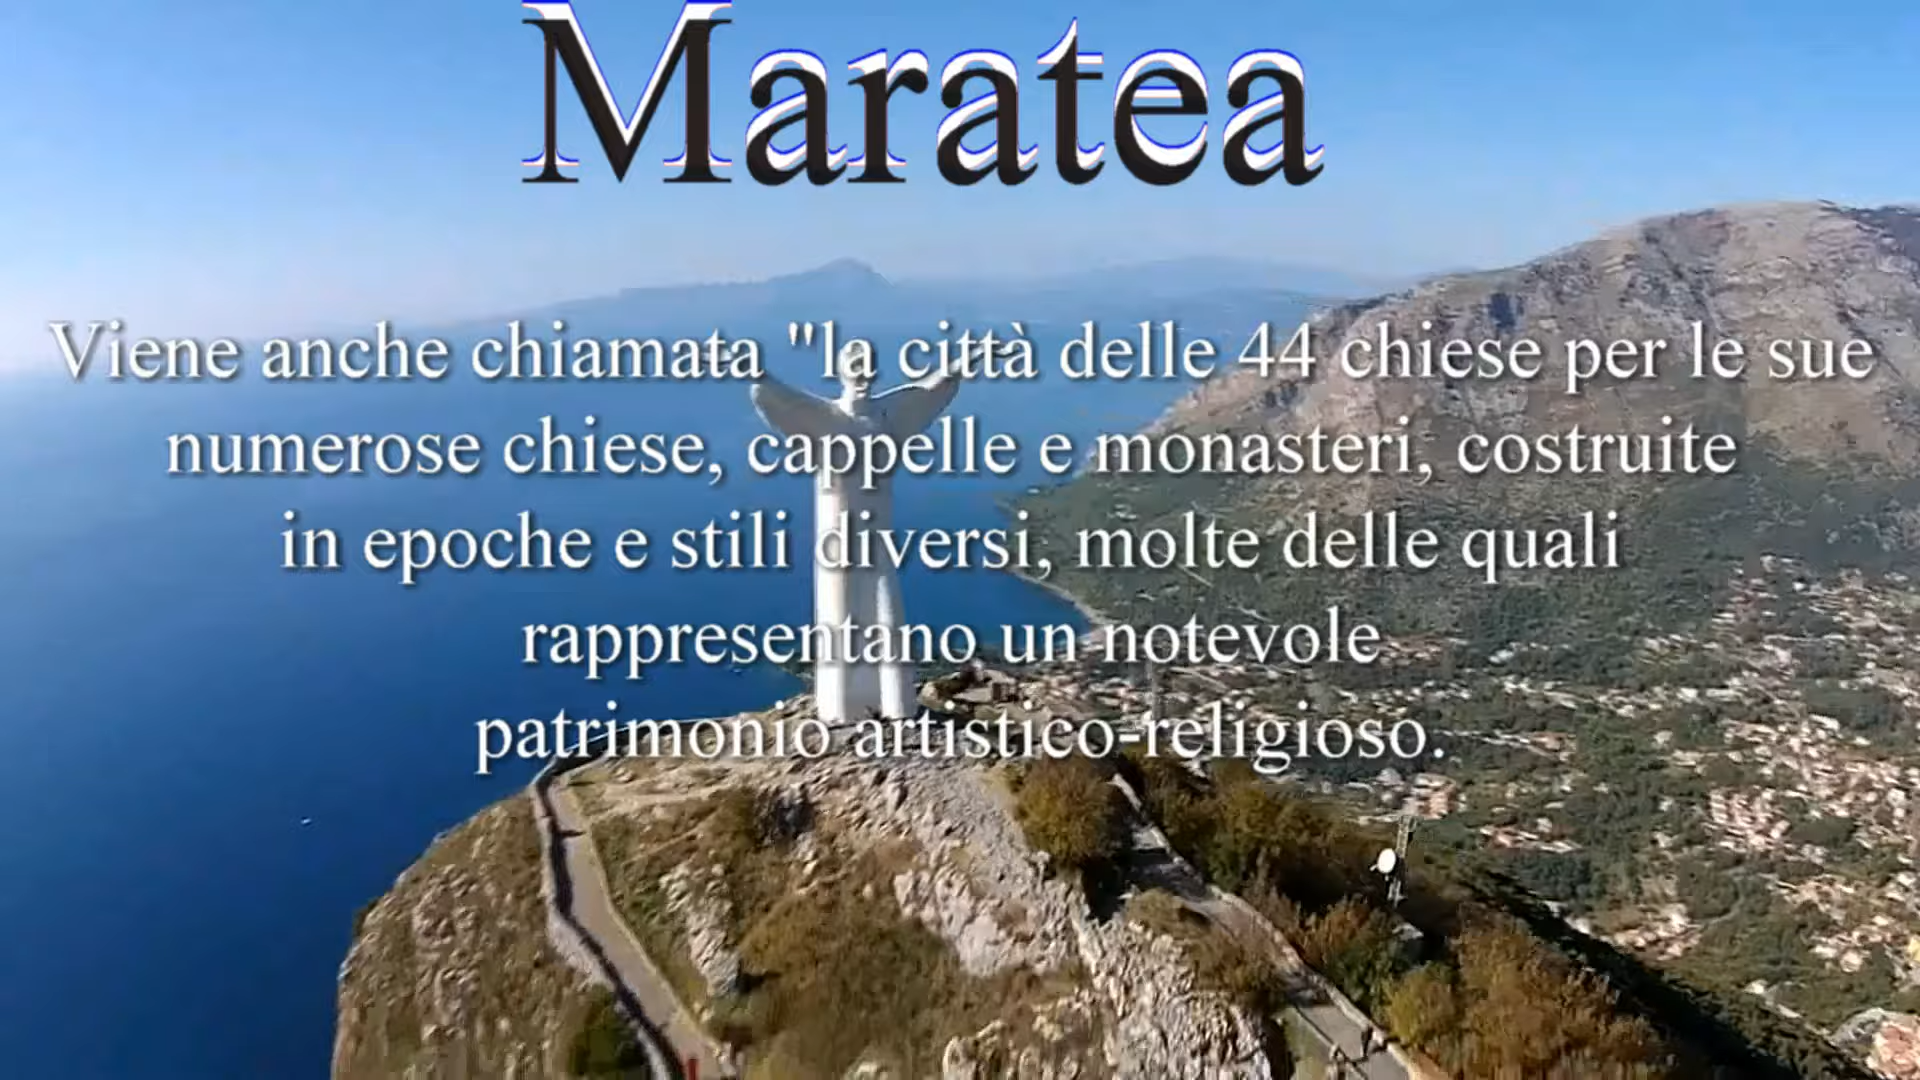 Maratea
Viene anche chiamata "la città delle 44 chiese per le sue
numerose chiese, cappelle e monasteri, costruite
in epoche e stili diversi, molte delle quali
rappresentano un notevole
patrimonio artistico-religioso.